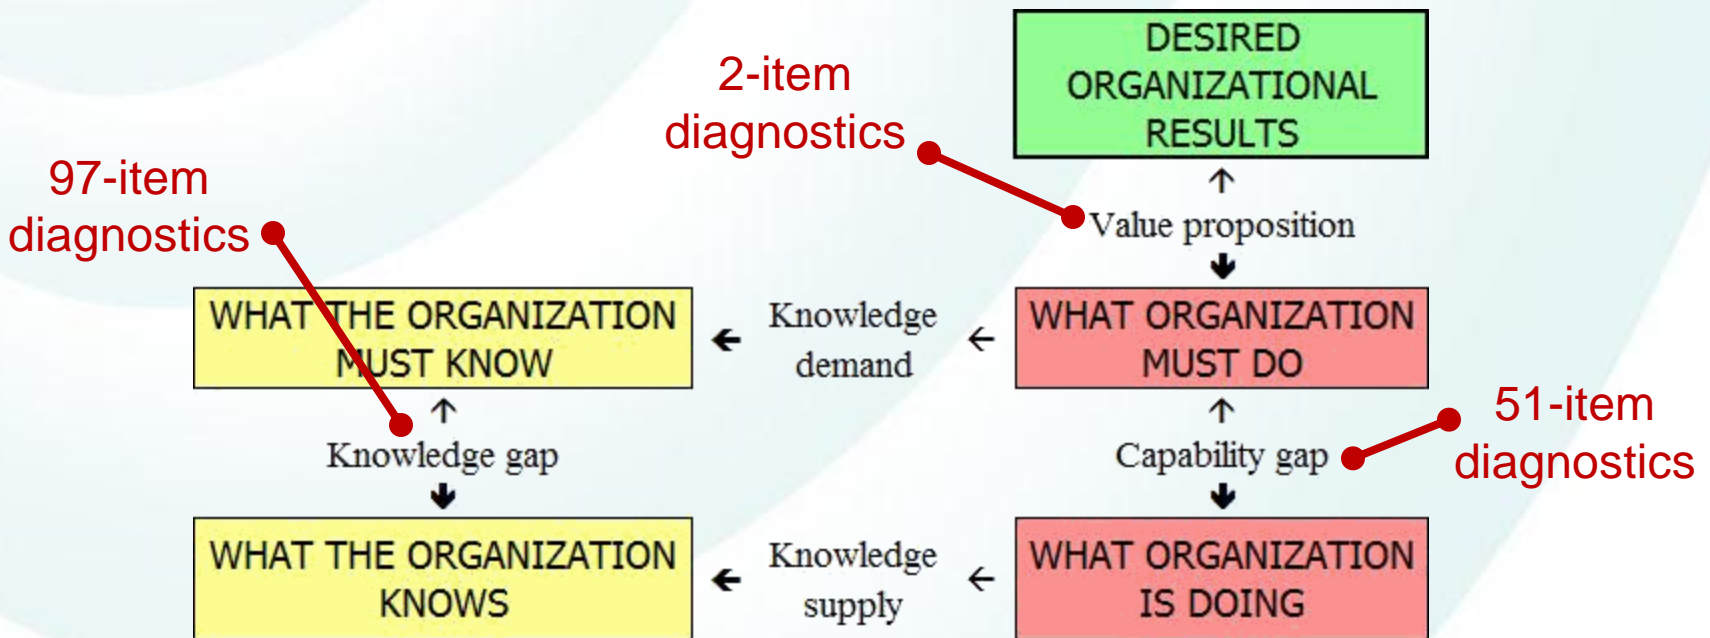 DESIRED
ORGANIZATIONAL
RESULTS
2-item
diagnostics
97-item
diagnostics
Value proposition
WHAT THE ORGANIZATION
MUST KNOW
Knowledge
demand
WHAT ORGANIZATION
MUST DO
51-item
diagnostics
Knowledge gap
Capability gap
WHAT THE ORGANIZATION
KNOWS
Knowledge
supply
WHAT ORGANIZATION
IS DOING